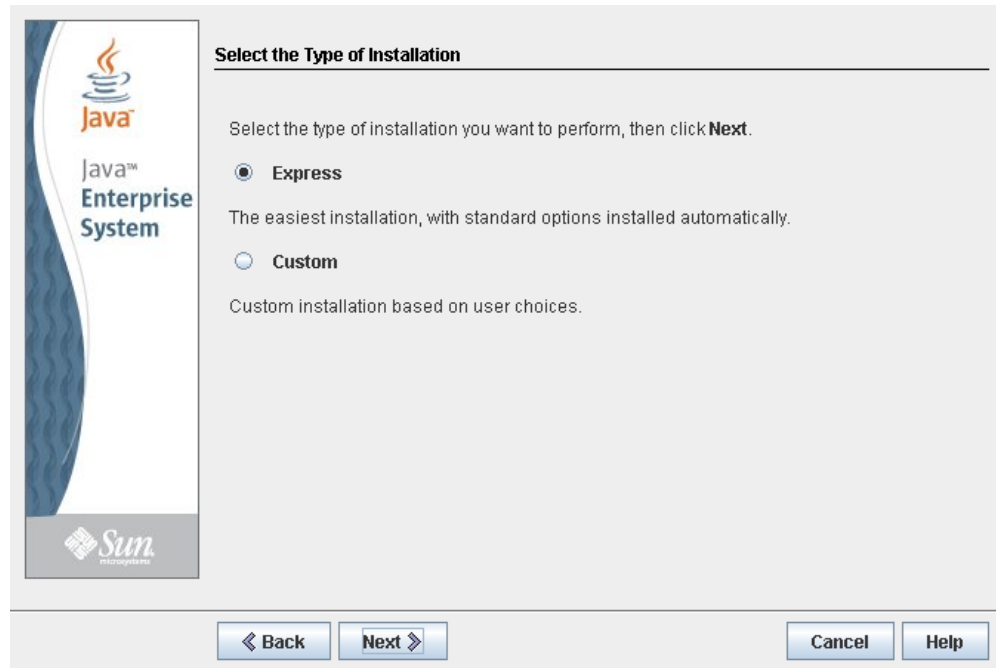 Java™
Java™
Enterprise
System
Sun
microsystems
Select the Type of Installation
Select the type of installation you want to perform, then click Next.
Express
The easiest installation, with standard options installed automatically.
Custom
Custom installation based on user choices.
Back
Next
Cancel
Help